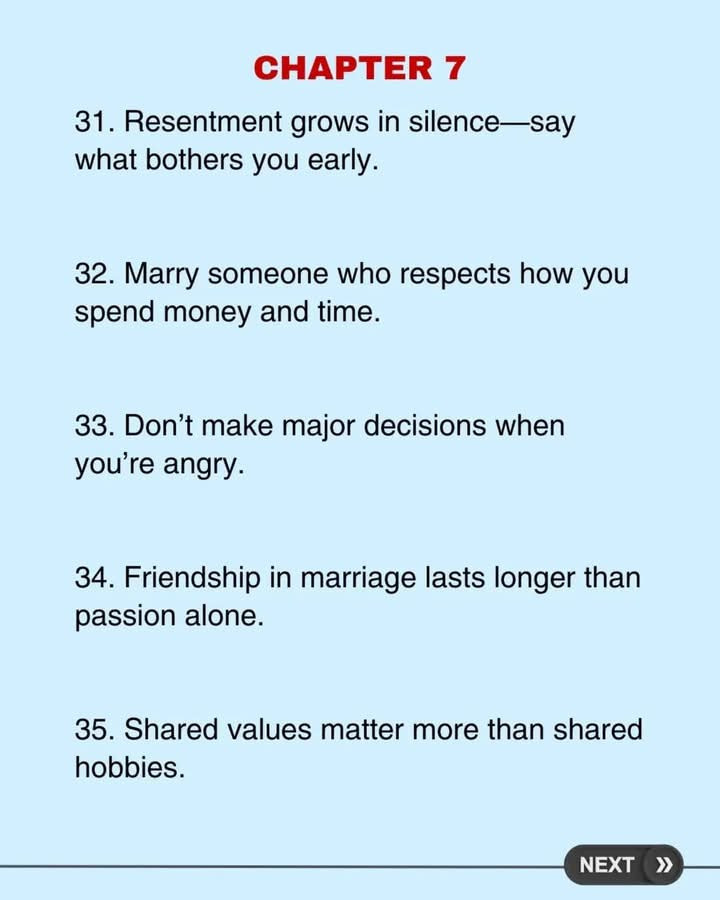 CHAPTER 7
31. Resentment grows in silence—say
what bothers you early.
32. Marry someone who respects how you
spend money and time.
33. Don’t make major decisions when
you’re angry.
34. Friendship in marriage lasts longer than
passion alone.
35. Shared values matter more than shared
hobbies.
NEXT »